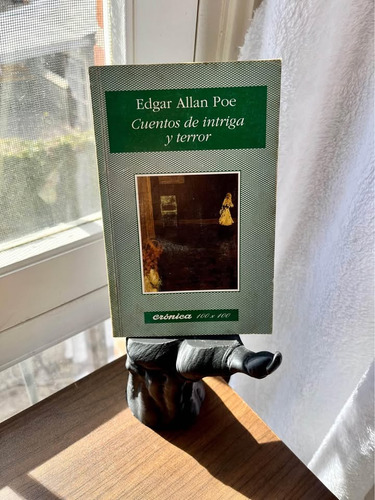 Edgar Allan Poe
Cuentos de intriga
y terror
crónica 100 x 100